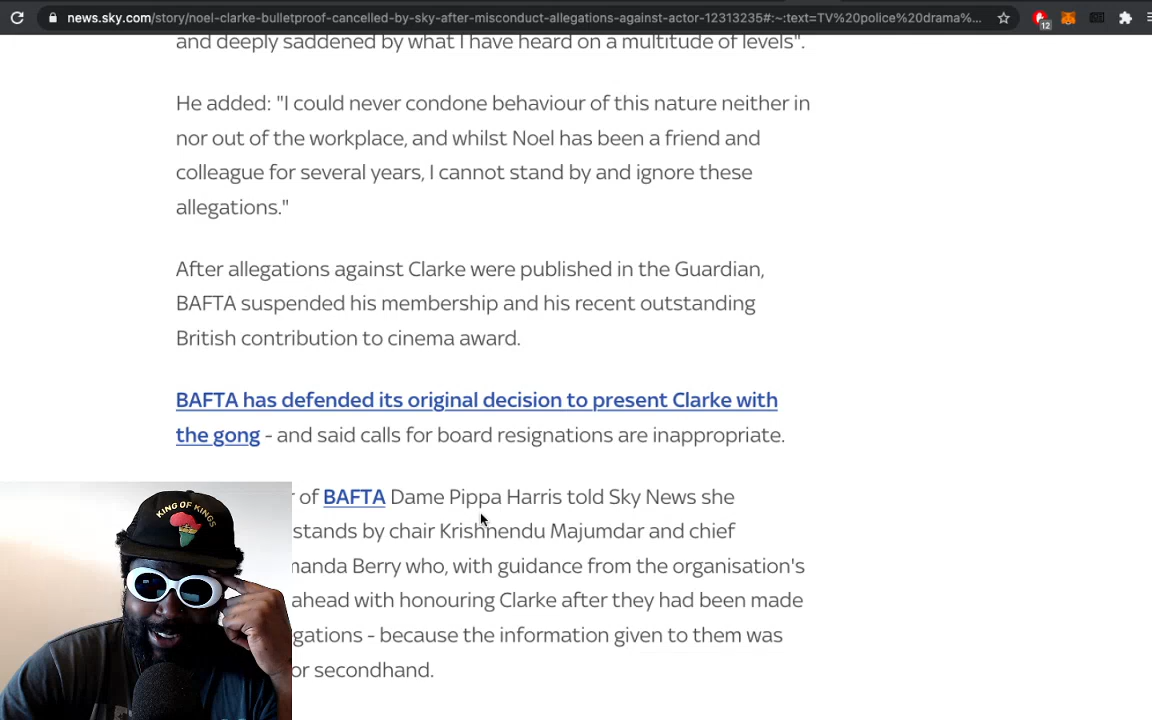 news.sky.com/story/noel-clarke-bulletproof-cancelled-by-sky-after-misconduct-allegations-against-actor-12313235#:~:text=TV%20police%20drama%...
12
and deeply saddened by what I have heard on a multitude of levels".
He added: "I could never condone behaviour of this nature neither in
nor out of the workplace, and whilst Noel has been a friend and
colleague for several years, I cannot stand by and ignore these
allegations."
After allegations against Clarke were published in the Guardian,
BAFTA suspended his membership and his recent outstanding
British contribution to cinema award.
BAFTA has defended its original decision to present Clarke with
the gong - and said calls for board resignations are inappropriate.
of BAFTA Dame Pippa Harris told Sky News she
stands by chair Krishnendu Majumdar and chief
manda Berry who, with guidance from the organisation's
ahead with honouring Clarke after they had been made
gations - because the information given to them was
or secondhand.
KING OF KINGS